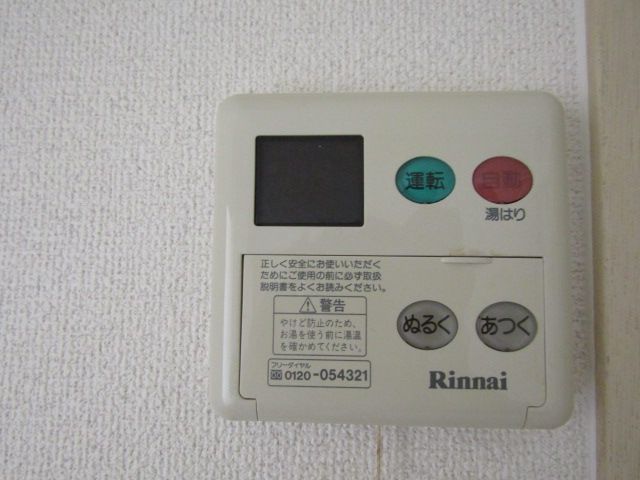 運転
自動
湯はり
正しく安全にお使いいただく
ためにご使用の前に必ず取扱
説明書をよくお読みください。
警告
やけど防止のため、
お湯を使う前に湯温
を確かめてください。
ぬるく
あつく
フリーダイヤル
0120-054321
Rinnai